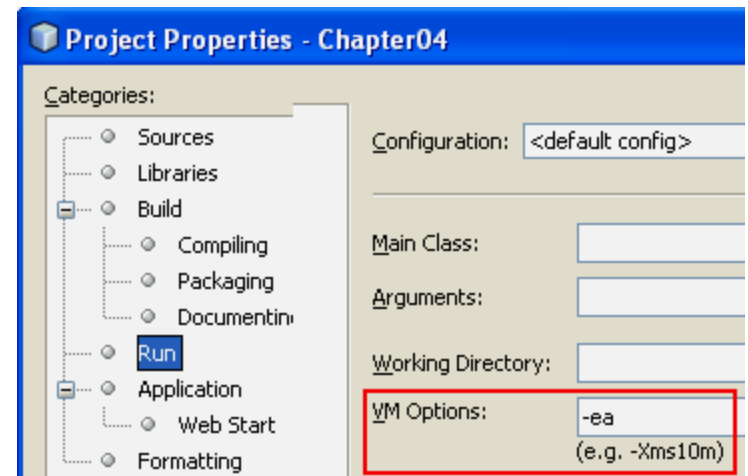 Project Properties - Chapter04
Categories:
Sources
Libraries
Build
Compiling
Packaging
Documentin
Run
Application
Web Start
Formatting
Configuration: <default config>
Main Class:
Arguments:
Working Directory:
VM Options: -ea
(e.g. -Xms10m)